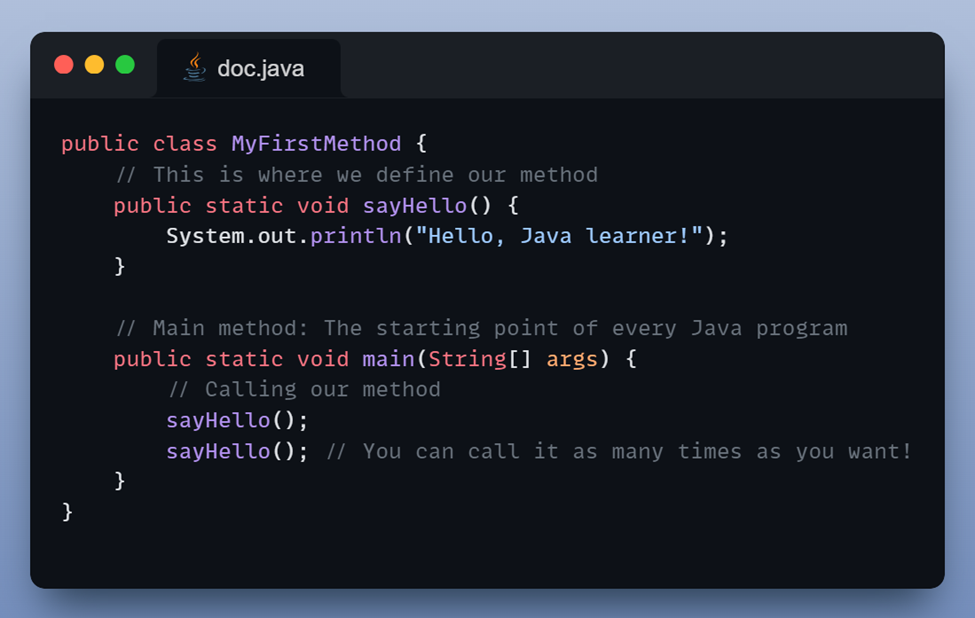 doc.java
public class MyFirstMethod {
    // This is where we define our method
    public static void sayHello() {
        System.out.println("Hello, Java learner!");
    }
    // Main method: The starting point of every Java program
    public static void main(String[] args) {
        // Calling our method
        sayHello();
        sayHello(); // You can call it as many times as you want!
    }
}